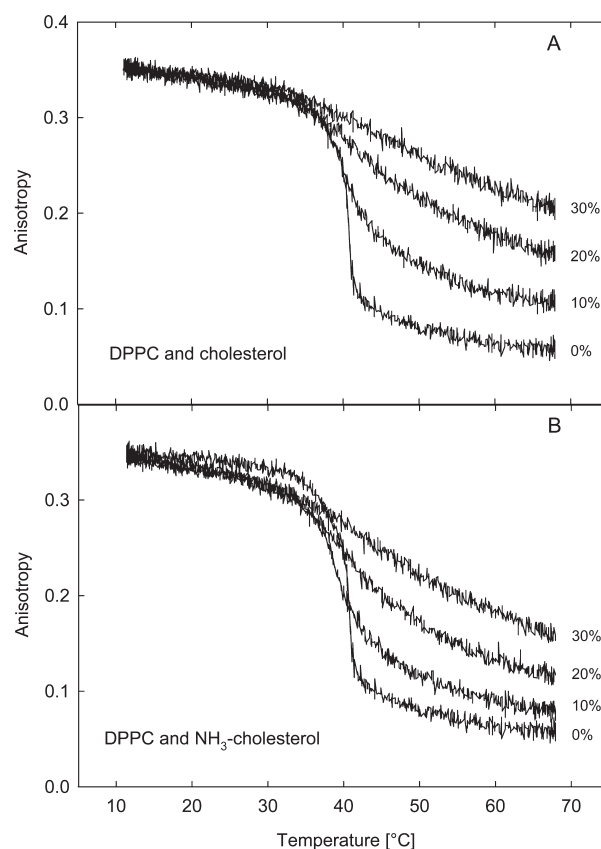 0.4
A
0.3
Anisotropy
0.2
30%
20%
0.1
10%
DPPC and cholesterol
0%
0.0
B
0.3
Anisotropy
0.2
30%
20%
0.1
10%
0%
DPPC and NH₃-cholesterol
0.0
10 20 30 40 50 60 70
Temperature [°C]